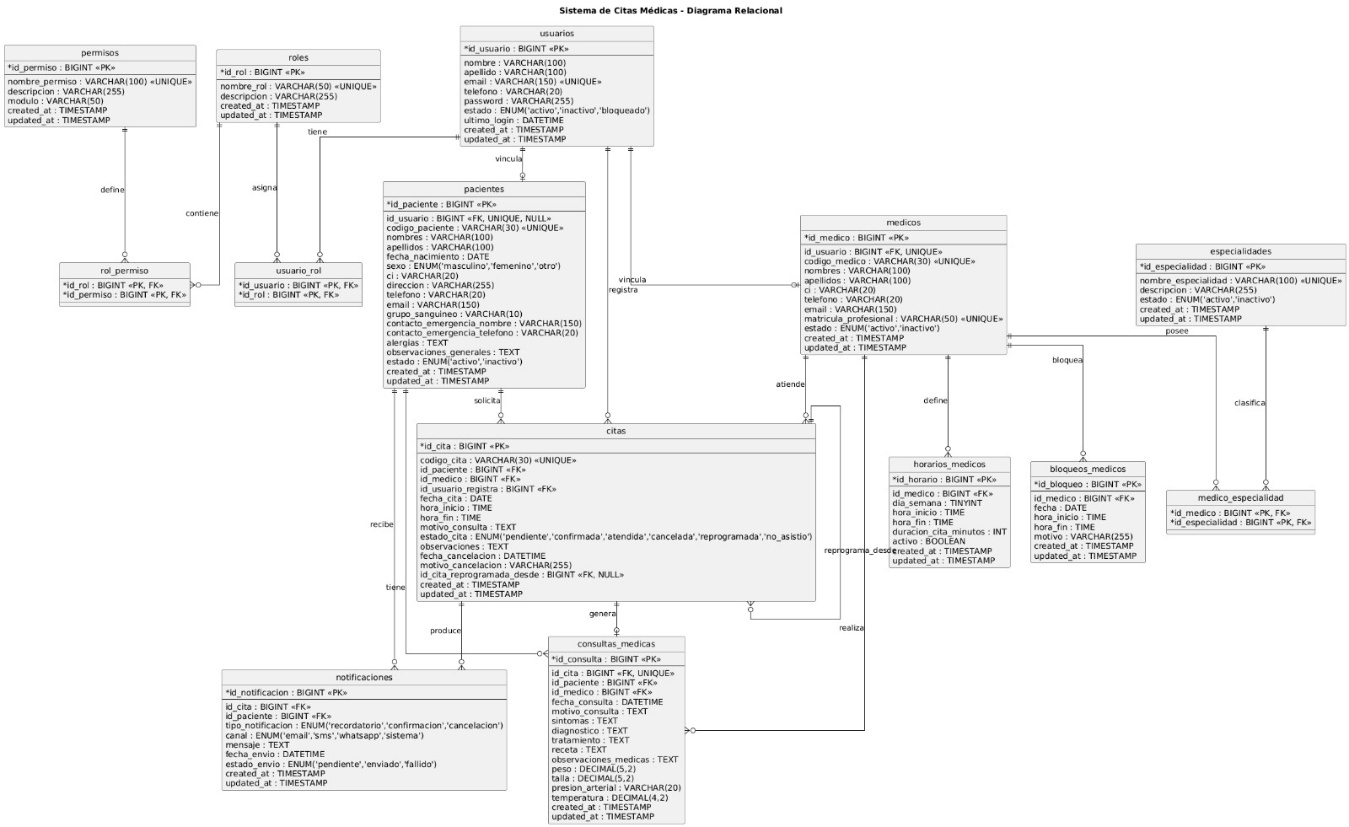 Sistema de Citas Médicas - Diagrama Relacional
permisos
*id_permiso : BIGINT «PK»
nombre_permiso : VARCHAR(100) «UNIQUE»
descripcion : VARCHAR(255)
modulo : VARCHAR(50)
created_at : TIMESTAMP
updated_at : TIMESTAMP
roles
*id_rol : BIGINT «PK»
nombre_rol : VARCHAR(50) «UNIQUE»
descripcion : VARCHAR(255)
created_at : TIMESTAMP
updated_at : TIMESTAMP
usuarios
*id_usuario : BIGINT «PK»
nombre : VARCHAR(100)
apellido : VARCHAR(100)
email : VARCHAR(150) «UNIQUE»
telefono : VARCHAR(20)
password : VARCHAR(255)
estado : ENUM('activo','inactivo','bloqueado')
ultimo_login : DATETIME
created_at : TIMESTAMP
updated_at : TIMESTAMP
define
contiene
asigna
tiene
vincula
vincula
registra
rol_permiso
*id_rol : BIGINT «PK, FK»
*id_permiso : BIGINT «PK, FK»
usuario_rol
*id_usuario : BIGINT «PK, FK»
*id_rol : BIGINT «PK, FK»
pacientes
*id_paciente : BIGINT «PK»
id_usuario : BIGINT «FK, UNIQUE, NULL»
codigo_paciente : VARCHAR(30) «UNIQUE»
nombres : VARCHAR(100)
apellidos : VARCHAR(100)
fecha_nacimiento : DATE
sexo : ENUM('masculino','femenino','otro')
ci : VARCHAR(20)
direccion : VARCHAR(255)
telefono : VARCHAR(20)
email : VARCHAR(150)
grupo_sanguineo : VARCHAR(10)
contacto_emergencia_nombre : VARCHAR(150)
contacto_emergencia_telefono : VARCHAR(20)
alergias : TEXT
observaciones_generales : TEXT
estado : ENUM('activo','inactivo')
created_at : TIMESTAMP
updated_at : TIMESTAMP
medicos
*id_medico : BIGINT «PK»
id_usuario : BIGINT «FK, UNIQUE»
codigo_medico : VARCHAR(30) «UNIQUE»
nombres : VARCHAR(100)
apellidos : VARCHAR(100)
ci : VARCHAR(20)
telefono : VARCHAR(20)
email : VARCHAR(150)
matricula_profesional : VARCHAR(50) «UNIQUE»
estado : ENUM('activo','inactivo')
created_at : TIMESTAMP
updated_at : TIMESTAMP
especialidades
*id_especialidad : BIGINT «PK»
nombre_especialidad : VARCHAR(100) «UNIQUE»
descripcion : VARCHAR(255)
estado : ENUM('activo','inactivo')
created_at : TIMESTAMP
updated_at : TIMESTAMP
solicita
atiende
define
bloquea
posee
clasifica
citas
*id_cita : BIGINT «PK»
codigo_cita : VARCHAR(30) «UNIQUE»
id_paciente : BIGINT «FK»
id_medico : BIGINT «FK»
id_usuario_registra : BIGINT «FK»
fecha_cita : DATE
hora_inicio : TIME
hora_fin : TIME
motivo_consulta : TEXT
estado_cita : ENUM('pendiente','confirmada','atendida','cancelada','reprogramada','no_asistio')
observaciones : TEXT
fecha_cancelacion : DATETIME
motivo_cancelacion : VARCHAR(255)
id_cita_reprogramada_desde : BIGINT «FK, NULL»
created_at : TIMESTAMP
updated_at : TIMESTAMP
horarios_medicos
*id_horario : BIGINT «PK»
id_medico : BIGINT «FK»
dia_semana : TINYINT
hora_inicio : TIME
hora_fin : TIME
duracion_cita_minutos : INT
activo : BOOLEAN
created_at : TIMESTAMP
updated_at : TIMESTAMP
bloqueos_medicos
*id_bloqueo : BIGINT «PK»
id_medico : BIGINT «FK»
fecha : DATE
hora_inicio : TIME
hora_fin : TIME
motivo : VARCHAR(255)
created_at : TIMESTAMP
updated_at : TIMESTAMP
medico_especialidad
*id_medico : BIGINT «PK, FK»
*id_especialidad : BIGINT «PK, FK»
recibe
reprograma_desde
tiene
produce
genera
realiza
notificaciones
*id_notificacion : BIGINT «PK»
id_cita : BIGINT «FK»
id_paciente : BIGINT «FK»
tipo_notificacion : ENUM('recordatorio','confirmacion','cancelacion')
canal : ENUM('email','sms','whatsapp','sistema')
mensaje : TEXT
fecha_envio : DATETIME
estado_envio : ENUM('pendiente','enviado','fallido')
created_at : TIMESTAMP
updated_at : TIMESTAMP
consultas_medicas
*id_consulta : BIGINT «PK»
id_cita : BIGINT «FK, UNIQUE»
id_paciente : BIGINT «FK»
id_medico : BIGINT «FK»
fecha_consulta : DATETIME
motivo_consulta : TEXT
sintomas : TEXT
diagnostico : TEXT
tratamiento : TEXT
receta : TEXT
observaciones_medicas : TEXT
peso : DECIMAL(5,2)
talla : DECIMAL(5,2)
presion_arterial : VARCHAR(20)
temperatura : DECIMAL(4,2)
created_at : TIMESTAMP
updated_at : TIMESTAMP